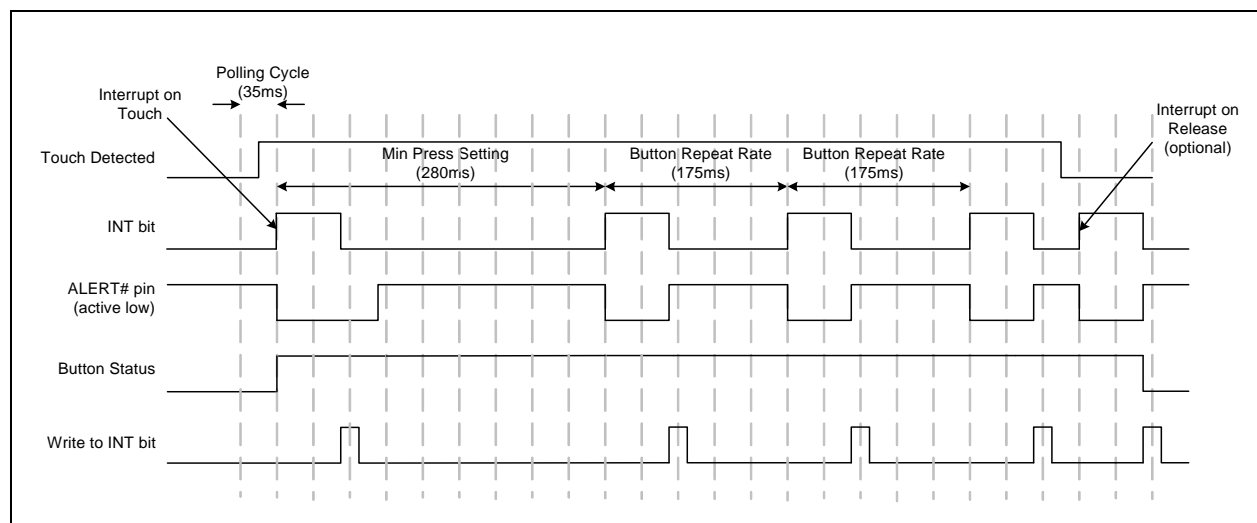 Polling Cycle
(35ms)
Interrupt on
Touch
Interrupt on
Release
(optional)
Touch Detected
Min Press Setting
(280ms)
Button Repeat Rate
(175ms)
Button Repeat Rate
(175ms)
INT bit
ALERT# pin
(active low)
Button Status
Write to INT bit